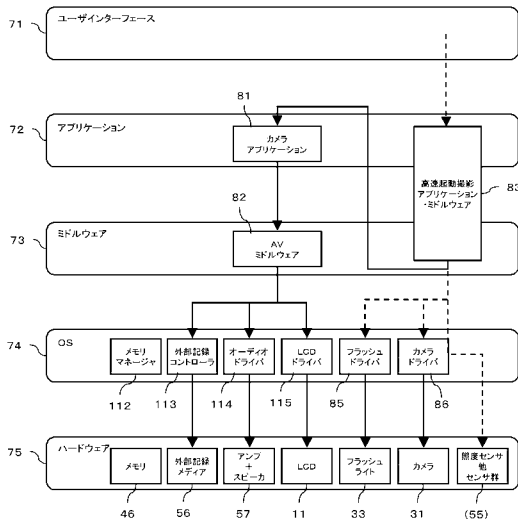 71
ユーザインターフェース
72
アプリケーション
81
カメラ
アプリケーション
高速起動撮影
アプリケーション
・ミドルウェア
83
73
ミドルウェア
82
AV
ミドルウェア
74
OS
メモリ
マネージャ
外部記録
コントローラ
オーディオ
ドライバ
LCD
ドライバ
フラッシュ
ドライバ
カメラ
ドライバ
112
113
114
115
85
86
75
ハードウェア
メモリ
外部記録
メディア
アンプ
+
スピーカ
LCD
フラッシュ
ライト
カメラ
照度センサ
他
センサ群
46
56
57
11
33
31
(55)